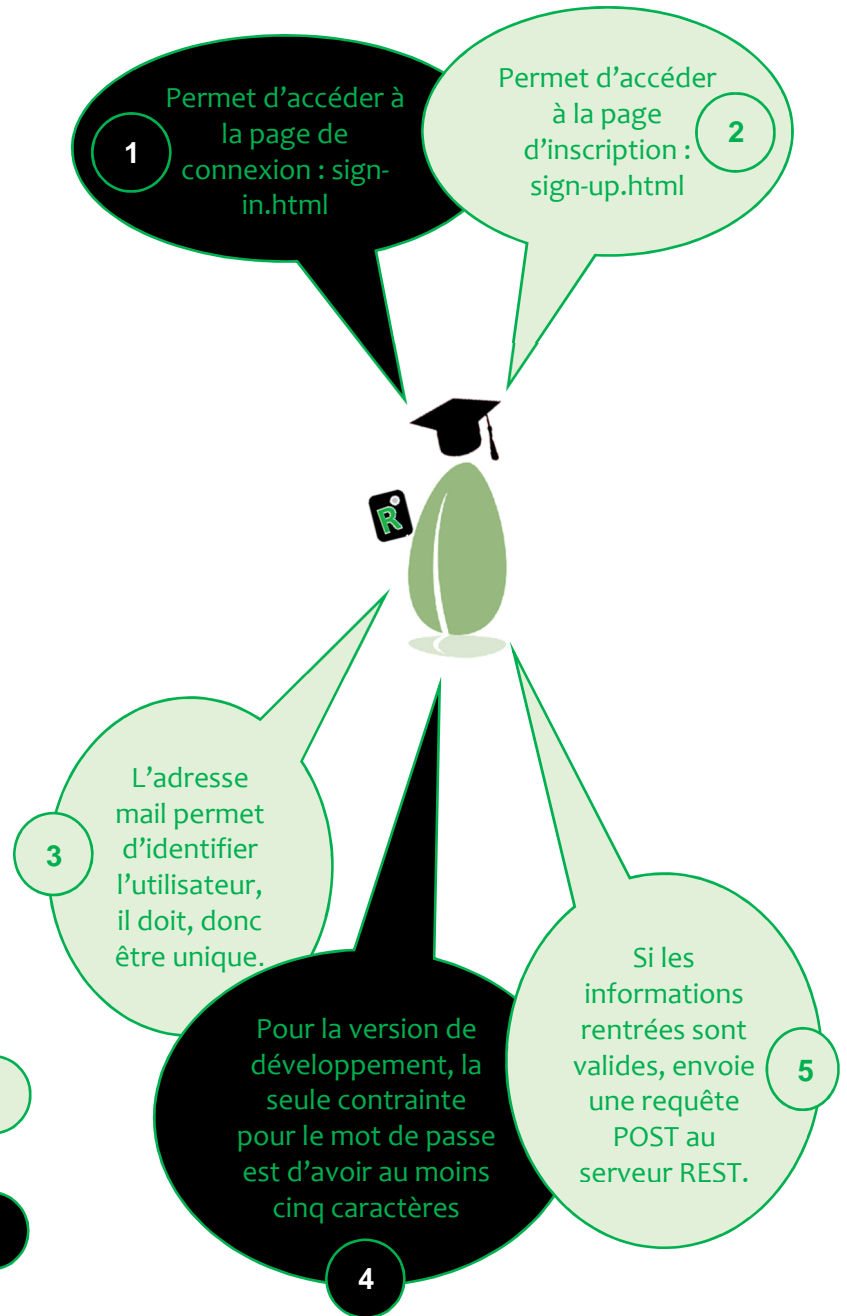 Permet d'accéder à
la page de
connexion : sign-
in.html
1
Permet d'accéder
à la page
d'inscription :
sign-up.html
2
R
L'adresse
mail permet
d'identifier
l'utilisateur,
il doit, donc
être unique.
3
Pour la version de
développement, la
seule contrainte
pour le mot de passe
est d'avoir au moins
cinq caractères
4
Si les
informations
rentrées sont
valides, envoie
une requête
POST au
serveur REST.
5